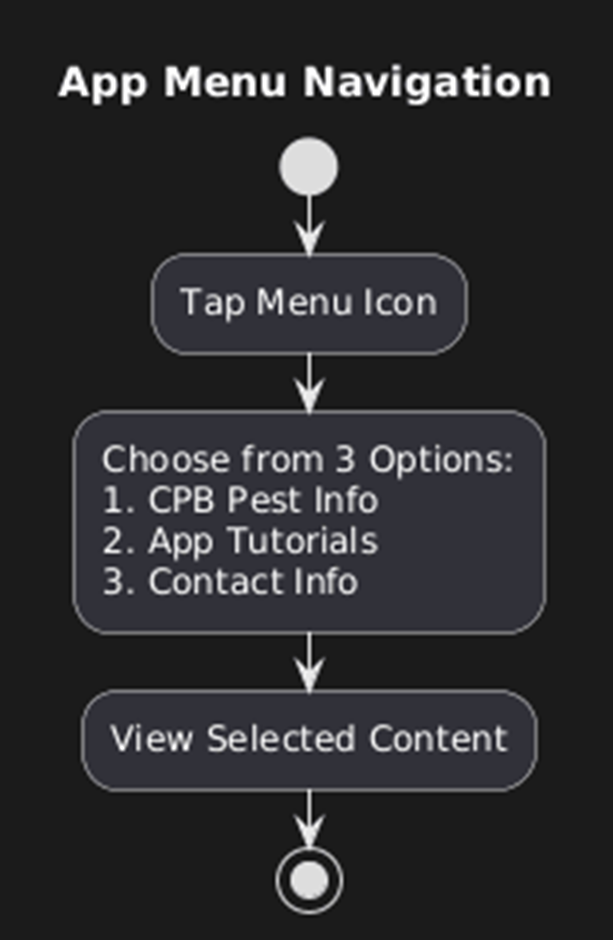 App Menu Navigation
Tap Menu Icon
Choose from 3 Options:
1. CPB Pest Info
2. App Tutorials
3. Contact Info
View Selected Content